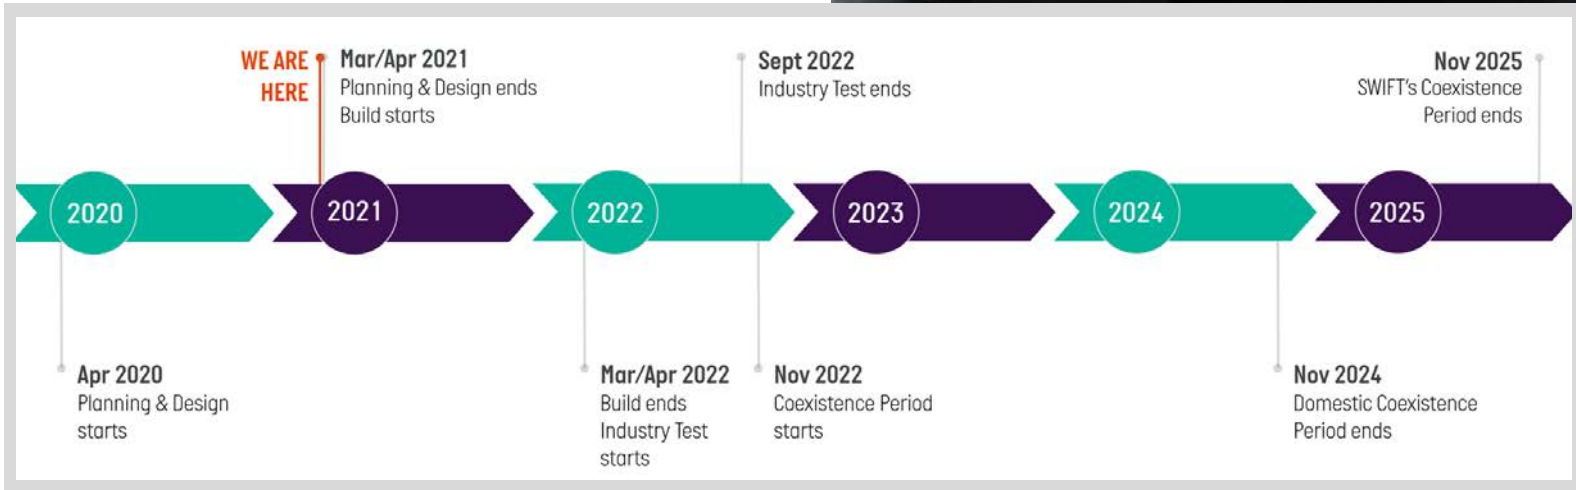 WE ARE
HERE
Mar/Apr 2021
Planning & Design ends
Build starts
Sept 2022
Industry Test ends
Nov 2025
SWIFT's Coexistence
Period ends
2020
2021
2022
2023
2024
2025
Apr 2020
Planning & Design
starts
Mar/Apr 2022
Build ends
Industry Test
starts
Nov 2022
Coexistence Period
starts
Nov 2024
Domestic Coexistence
Period ends